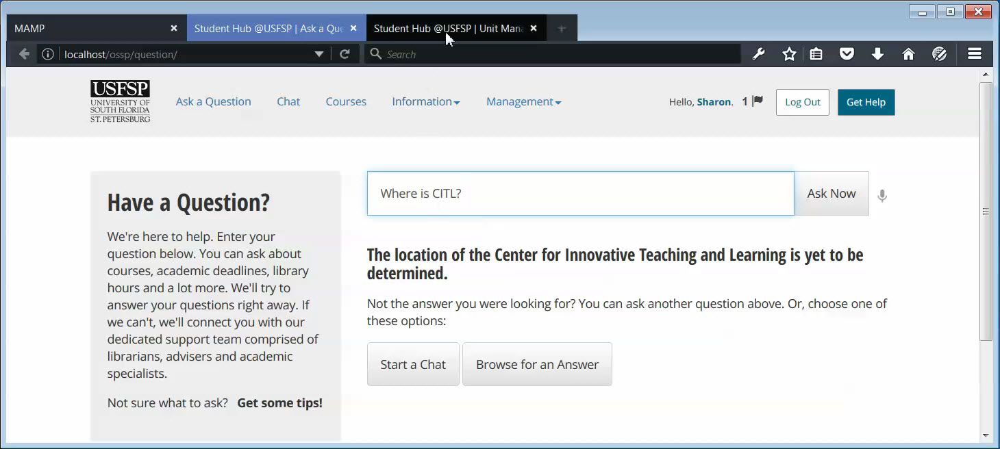 MAMP
Student Hub @USFSP | Ask a Que
Student Hub @USFSP | Unit Mana
localhost/ossp/question/
Search
USFSP
UNIVERSITY OF
SOUTH FLORIDA
ST. PETERSBURG
Ask a Question
Chat
Courses
Information
Management
Hello, Sharon. 1
Log Out
Get Help
Have a Question?
We're here to help. Enter your
question below. You can ask about
courses, academic deadlines, library
hours and a lot more. We'll try to
answer your questions right away. If
we can't, we'll connect you with our
dedicated support team comprised of
librarians, advisers and academic
specialists.
Not sure what to ask? Get some tips!
Where is CITL?
Ask Now
The location of the Center for Innovative Teaching and Learning is yet to be
determined.
Not the answer you were looking for? You can ask another question above. Or, choose one of
these options:
Start a Chat
Browse for an Answer